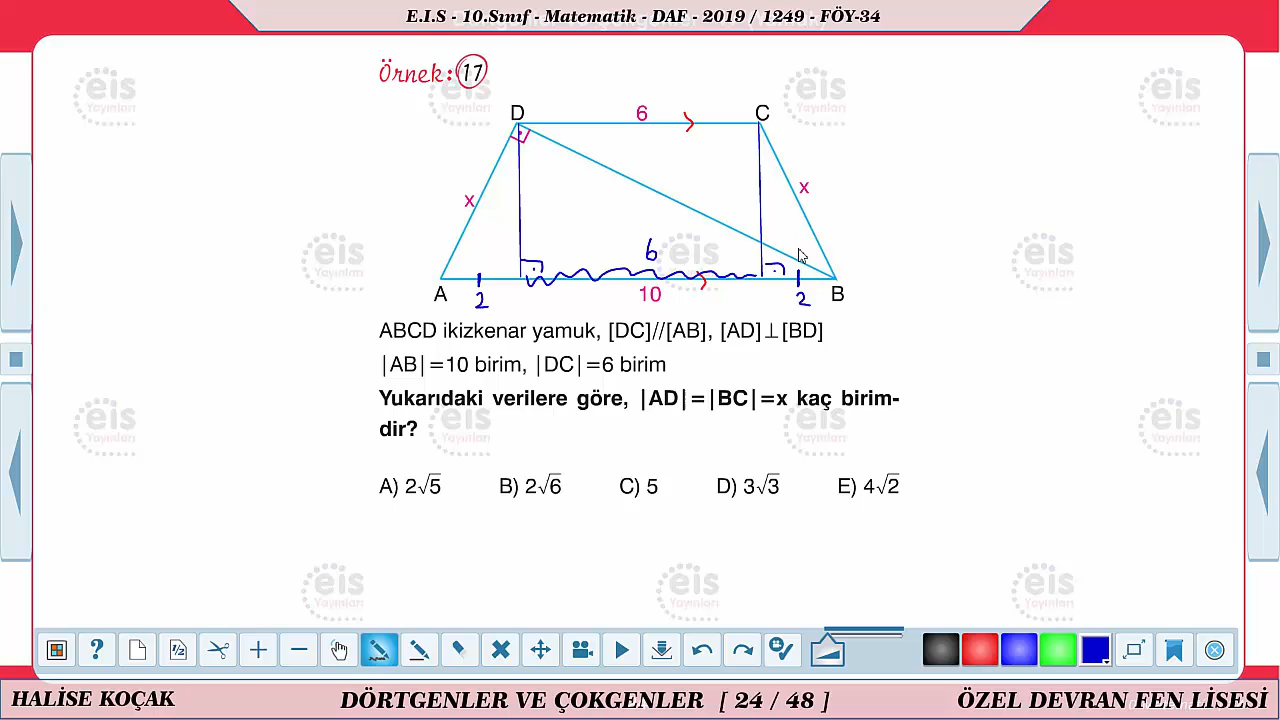 E.I.S - 10.Sınıf - Matematik - DAF - 2019 / 1249 - FÖY-34
Örnek: 17
D 6 C
x x
6
A 2 10 2 B
ABCD ikizkenar yamuk, [DC]//[AB], [AD]⊥[BD]
|AB|=10 birim, |DC|=6 birim
Yukarıdaki verilere göre, |AD|=|BC|=x kaç birim-
dir?
A) 2√5 B) 2√6 C) 5 D) 3√3 E) 4√2
eis Yayınları
HALİSE KOÇAK DÖRTGENLER VE ÇOKGENLER [ 24 / 48 ] ÖZEL DEVRAN FEN LİSESİ